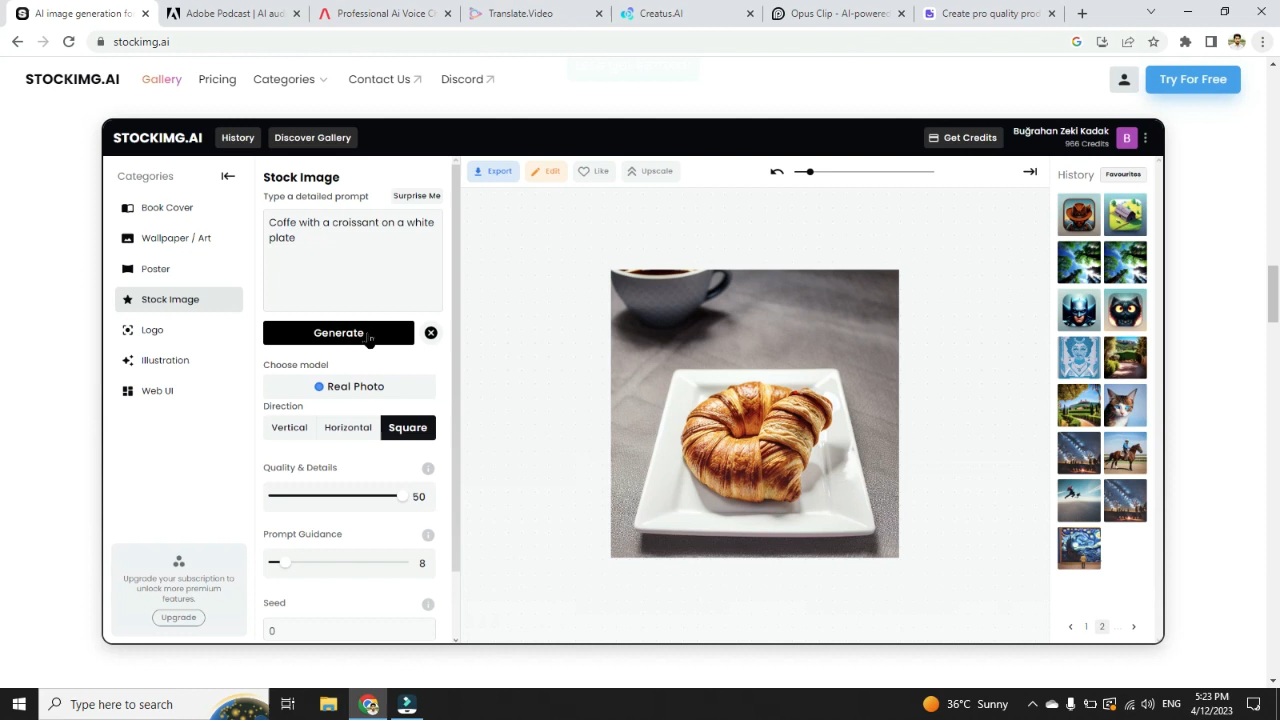 AI image generation fo
Adobe Podcast | AI aud
Professional Ai Voice C
Translate.Video
Creatus.AI
Opus Clip - AI-powered
Create pro quality prod
stockimg.ai
STOCKIMG.AI
Gallery
Pricing
Categories
Contact Us
Discord
Try For Free
STOCKIMG.AI
History
Discover Gallery
Get Credits
Buğrahan Zeki Kadak
966 Credits
B
Categories
Book Cover
Wallpaper / Art
Poster
Stock Image
Logo
Illustration
Web UI
Upgrade your subscription to
unlock more premium
features.
Upgrade
Stock Image
Type a detailed prompt
Surprise Me
Coffe with a croissant on a white
plate
Generate
Choose model
Real Photo
Direction
Vertical
Horizontal
Square
Quality & Details
50
Prompt Guidance
8
Seed
0
Export
Edit
Like
Upscale
History
Favourites
1
2
...
Type here to search
36°C Sunny
ENG
5:23 PM
4/12/2023